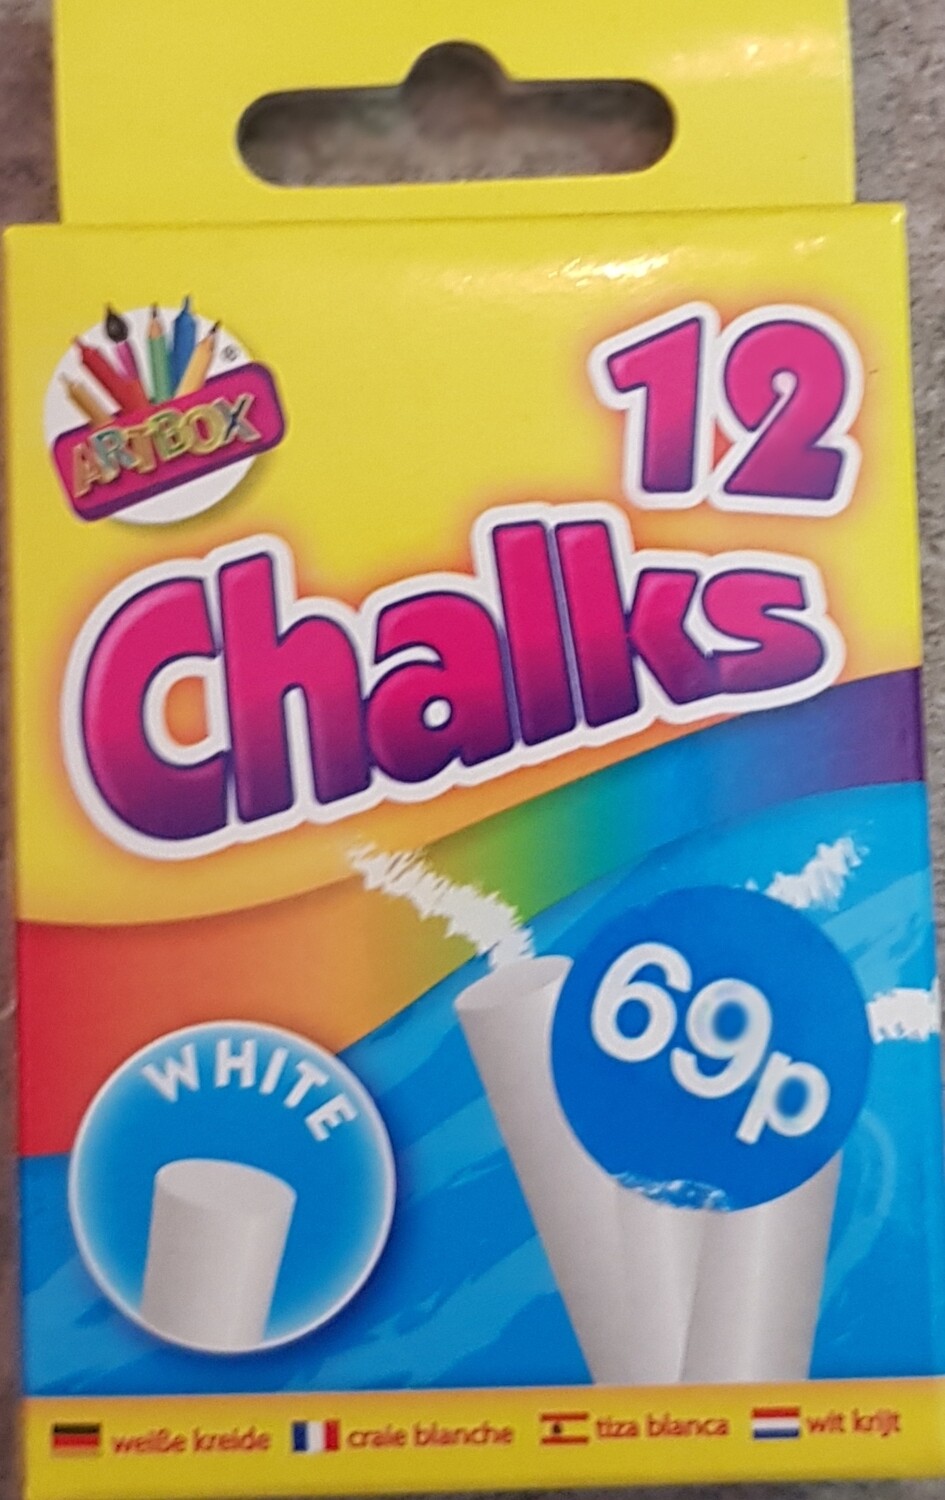 ®
ARTBOX
12
Chalks
69p
WHITE
weiße kreide craie blanche tiza blanca wit krijt